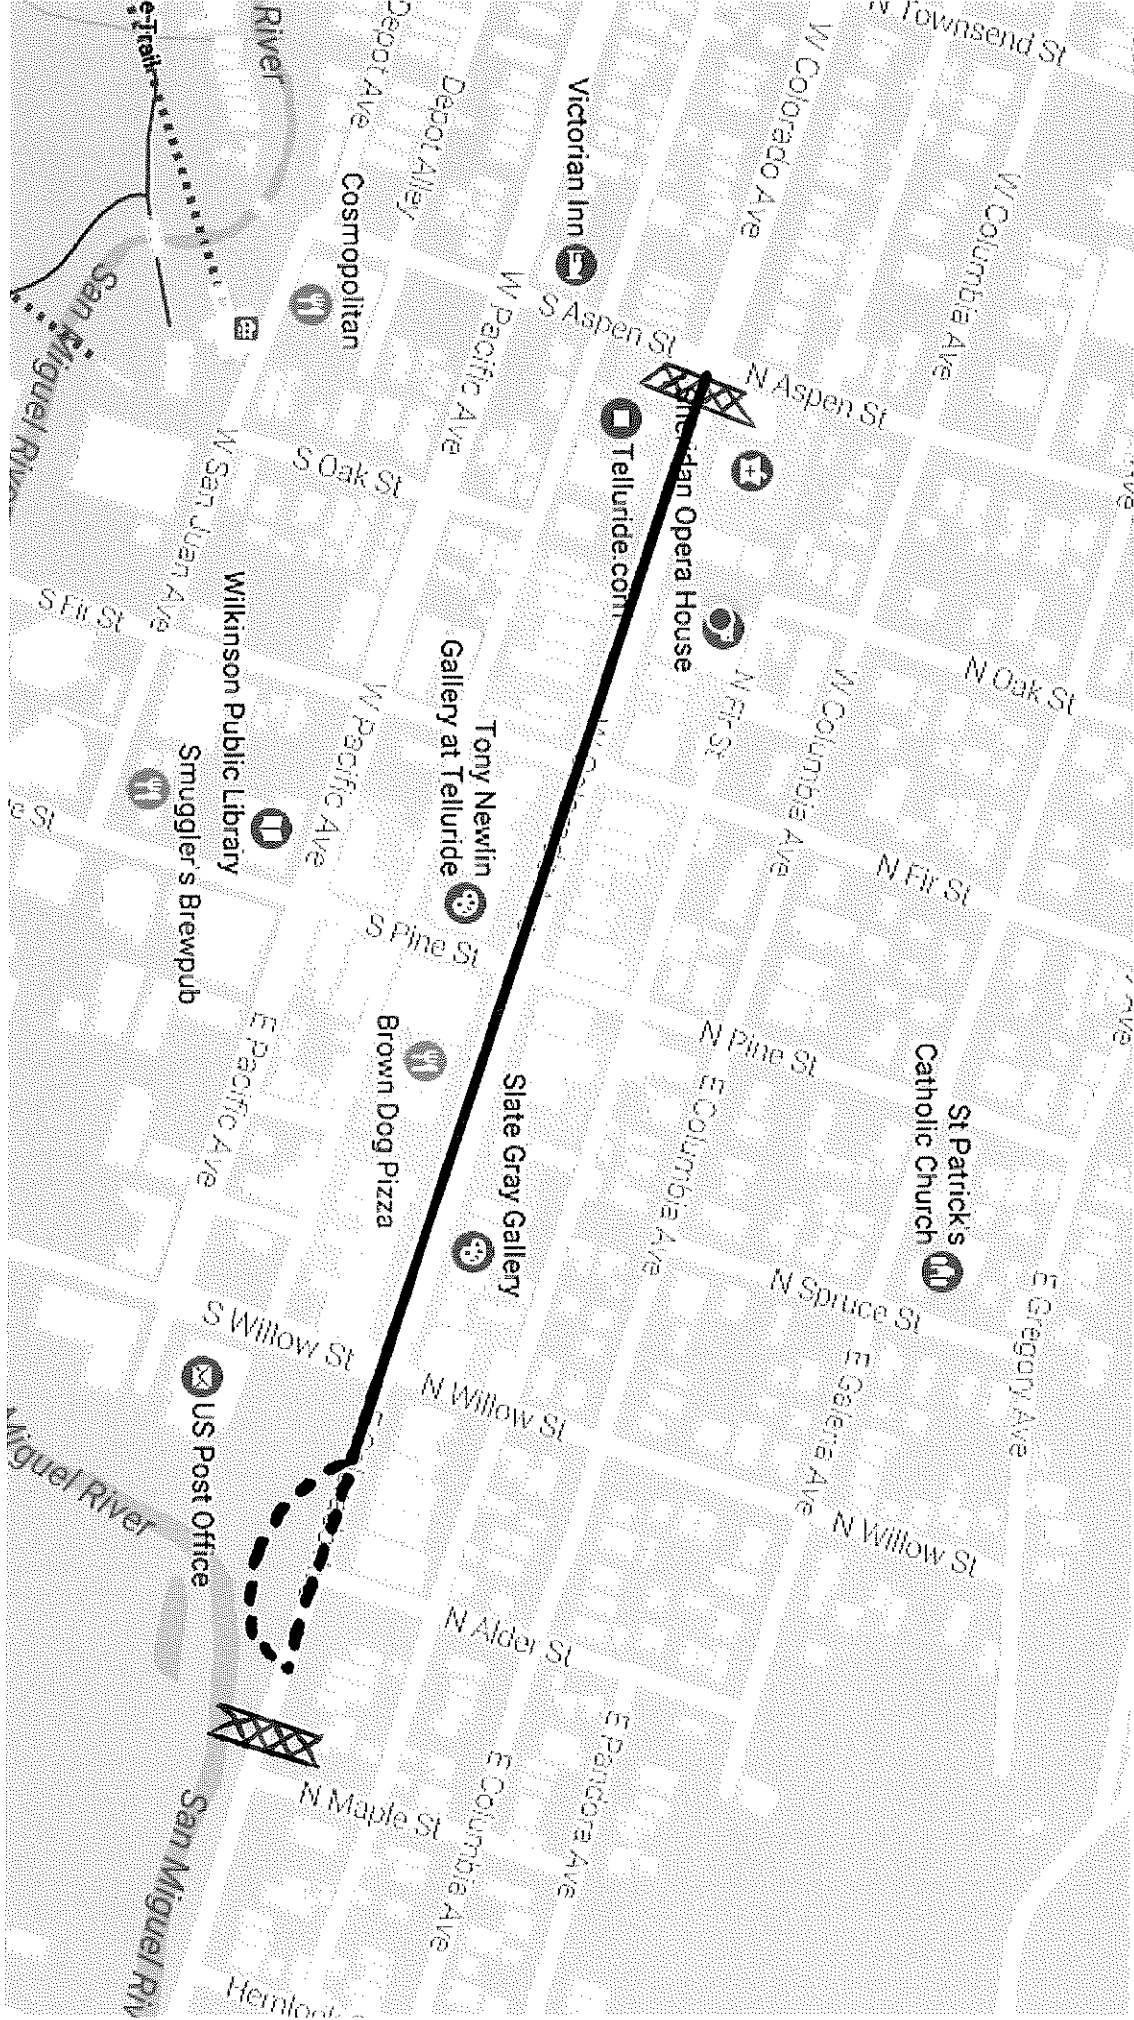 N Townsend St
River
e Trail
Depot Ave
Depot Alley
W Colorado Ave
W Columbia Ave
Victorian Inn
Cosmopolitan
S Aspen St
N Aspen St
W Pacific Ave
San Miguel River
Opera House
Telluride.com
S Oak St
N Oak St
W San Juan Ave
Ave
S Fir St
Wilkinson Public Library
Smuggler's Brewpub
W Pacific Ave
Tony Newlin
Gallery at Telluride
N First
W Columbia Ave
N Fir St
e St
S Pine St
N Pine St
Ave
Brown Dog Pizza
Slate Gray Gallery
E Pacific Ave
E Columbia Ave
St Patrick's
Catholic Church
N Spruce St
E Gregory Ave
E Galena Ave
S Willow St
N Willow St
N Willow St
US Post Office
Miguel River
N Alder St
E Pandora Ave
E Columbia Ave
N Maple St
San Miguel Riv
Hemlock